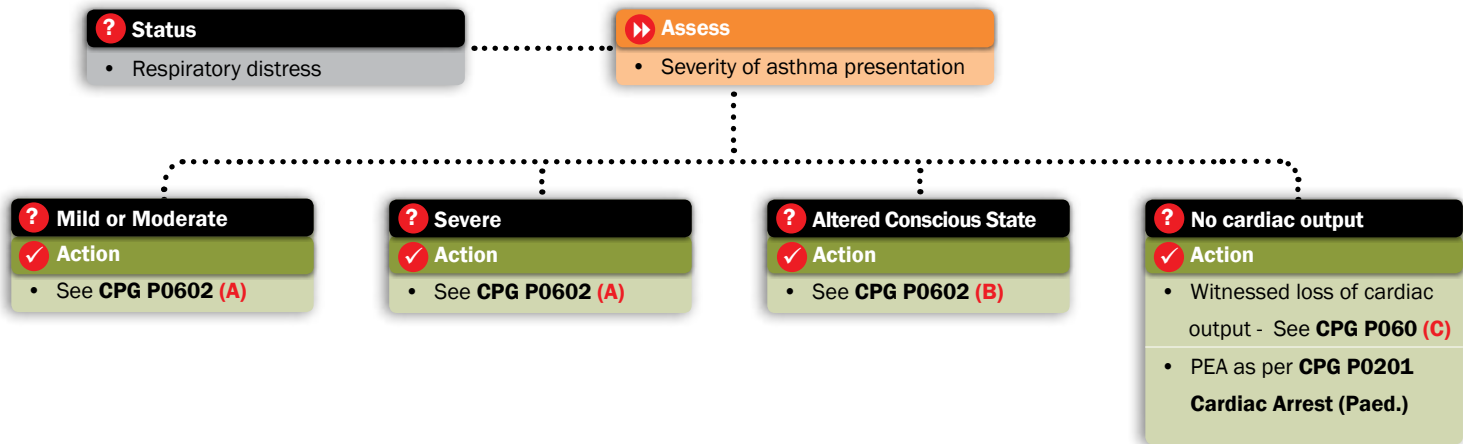 ? Status
• Respiratory distress
Assess
• Severity of asthma presentation
? Mild or Moderate
Action
• See CPG P0602 (A)
? Severe
Action
• See CPG P0602 (A)
? Altered Conscious State
Action
• See CPG P0602 (B)
? No cardiac output
Action
• Witnessed loss of cardiac
output - See CPG P060 (C)
• PEA as per CPG P0201
Cardiac Arrest (Paed.)